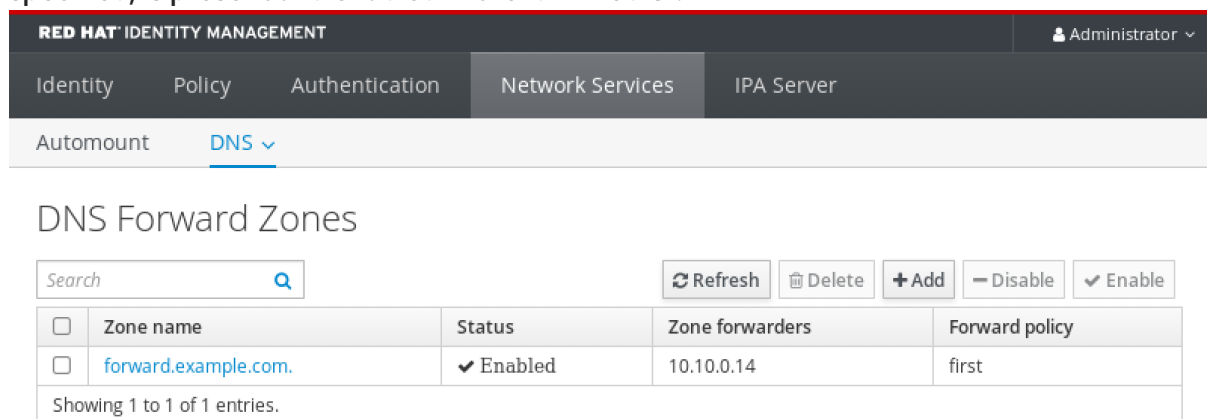 RED HAT IDENTITY MANAGEMENT Administrator
Identity Policy Authentication Network Services IPA Server
Automount DNS
DNS Forward Zones
Search Refresh Delete Add Disable Enable
Zone name Status Zone forwarders Forward policy
forward.example.com. Enabled 10.10.0.14 first
Showing 1 to 1 of 1 entries.